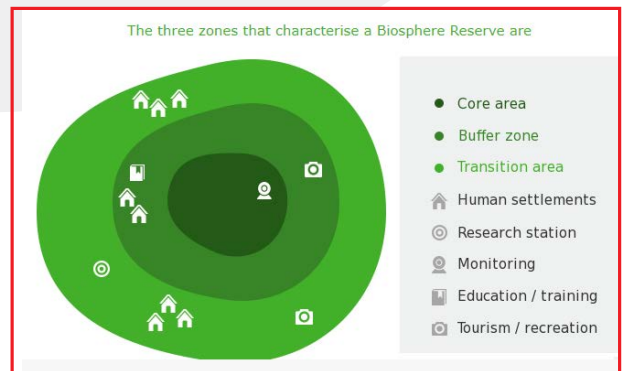 The three zones that characterise a Biosphere Reserve are
Core area
Buffer zone
Transition area
Human settlements
Research station
Monitoring
Education / training
Tourism / recreation